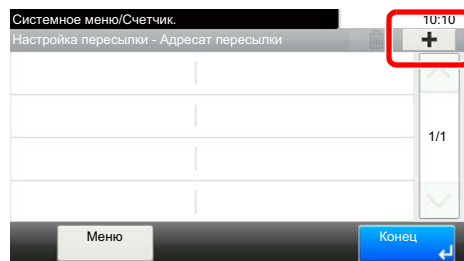 Системное меню/Счетчик.
10:10
Настройка пересылки - Адресат пересылки
+
1/1
Меню
Конец